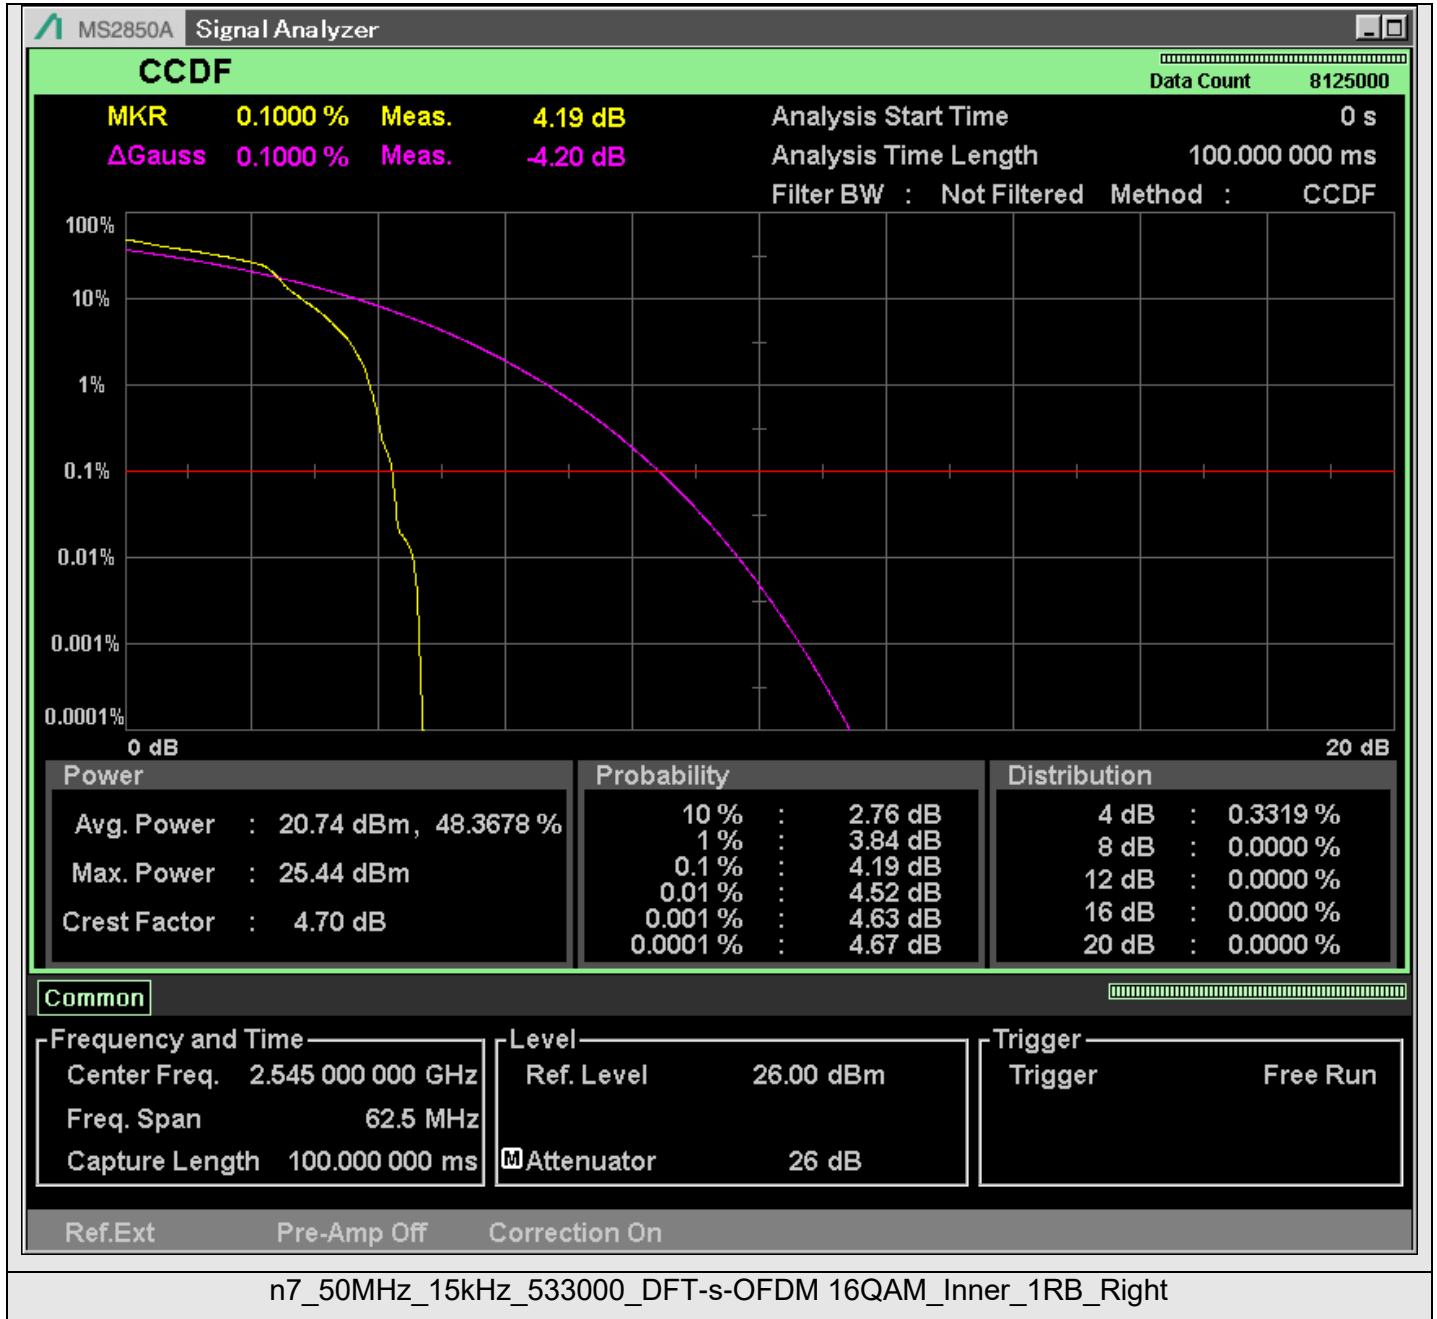 MS2850A Signal Analyzer
CCDF
Data Count 8125000
MKR 0.1000 % Meas. 4.19 dB
ΔGauss 0.1000 % Meas. -4.20 dB
Analysis Start Time 0 s
Analysis Time Length 100.000 000 ms
Filter BW : Not Filtered Method : CCDF
100%
10%
1%
0.1%
0.01%
0.001%
0.0001%
0 dB 20 dB
Power
Avg. Power : 20.74 dBm, 48.3678 %
Max. Power : 25.44 dBm
Crest Factor : 4.70 dB
Probability
10 % : 2.76 dB
1 % : 3.84 dB
0.1 % : 4.19 dB
0.01 % : 4.52 dB
0.001 % : 4.63 dB
0.0001 % : 4.67 dB
Distribution
4 dB : 0.3319 %
8 dB : 0.0000 %
12 dB : 0.0000 %
16 dB : 0.0000 %
20 dB : 0.0000 %
Common
Frequency and Time
Center Freq. 2.545 000 000 GHz
Freq. Span 62.5 MHz
Capture Length 100.000 000 ms
Level
Ref. Level 26.00 dBm
M Attenuator 26 dB
Trigger
Trigger Free Run
Ref.Ext Pre-Amp Off Correction On
n7_50MHz_15kHz_533000_DFT-s-OFDM 16QAM_Inner_1RB_Right